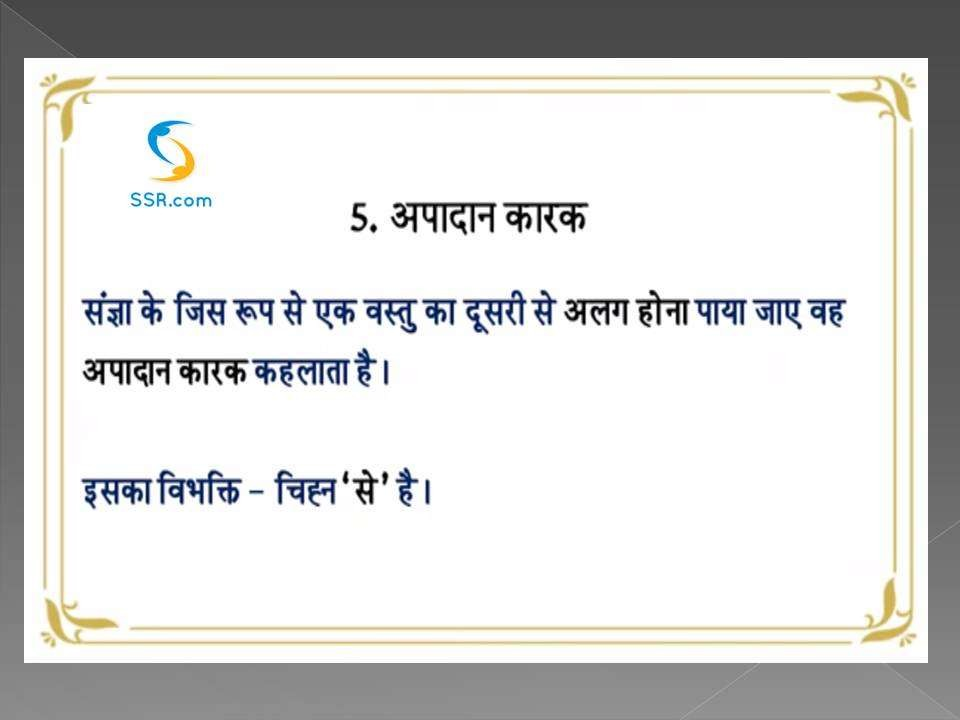 SSR.com
5. अपादान कारक
संज्ञा के जिस रूप से एक वस्तु का दूसरी से अलग होना पाया जाए वह
अपादान कारक कहलाता है।
इसका विभक्ति – चिह्न ‘से’ है।